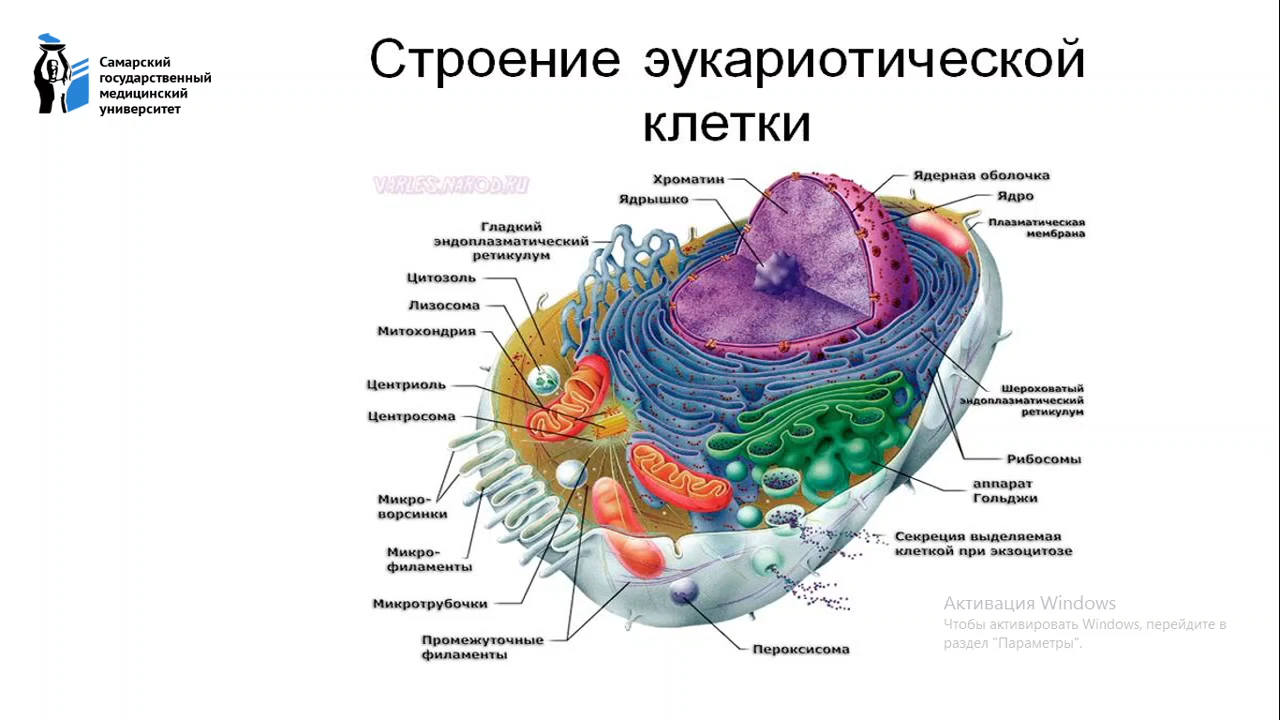 Самарский
государственный
медицинский
университет
Строение эукариотической
клетки
VARLES.NAROD.RU
Хроматин
Ядрышко
Гладкий
эндоплазматический
ретикулум
Цитозоль
Лизосома
Митохондрия
Центриоль
Центросома
Микро-
ворсинки
Микро-
филаменты
Микротрубочки
Промежуточные
филаменты
Ядерная оболочка
Ядро
Плазматическая
мембрана
Шероховатый
эндоплазматический
ретикулум
Рибосомы
аппарат
Гольджи
Секреция выделяемая
клеткой при экзоцитозе
Пероксисома
Активация Windows
Чтобы активировать Windows, перейдите в
раздел "Параметры".